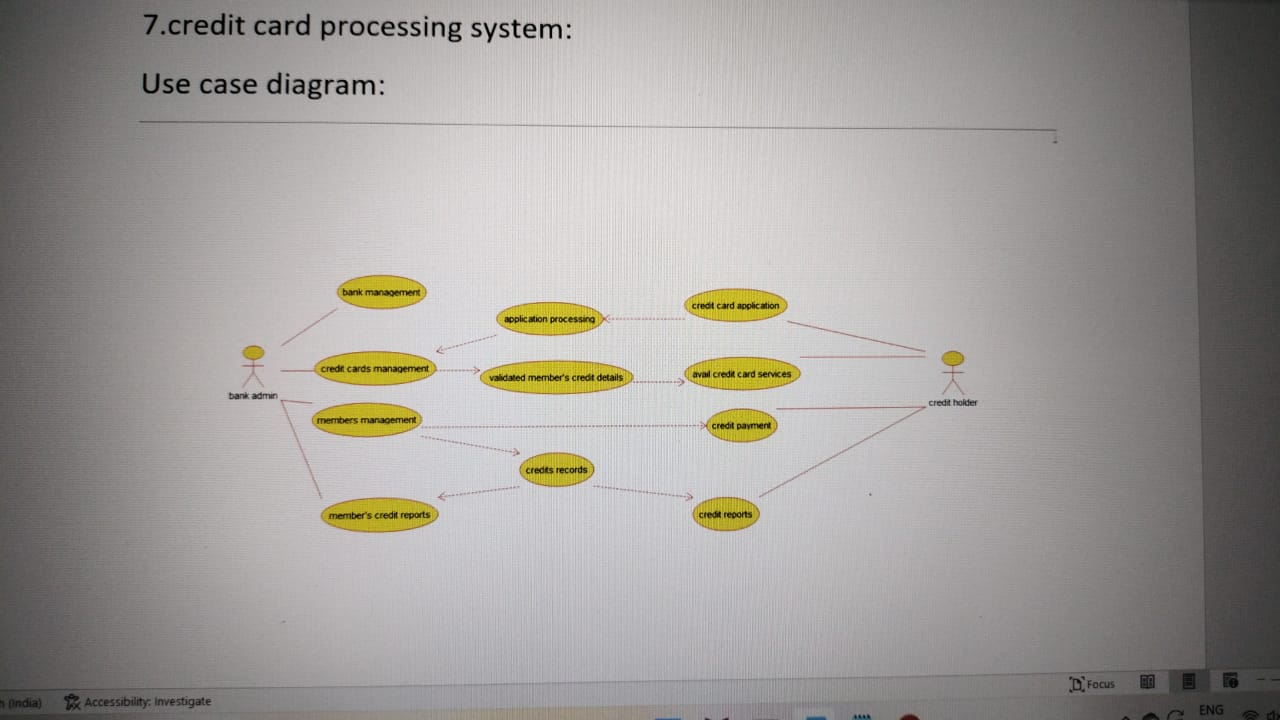 7.credit card processing system:
Use case diagram:
bank management
application processing
credit card application
credit cards management
validated member's credit details
avail credit card services
bank admin
credit holder
members management
credit payment
credits records
member's credit reports
credit reports
(India)
Accessibility: Investigate
Focus
ENG